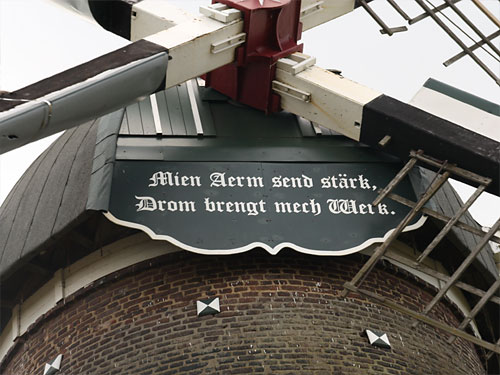 Mien Aerm send stärk,
Drom brengt mech Werk.